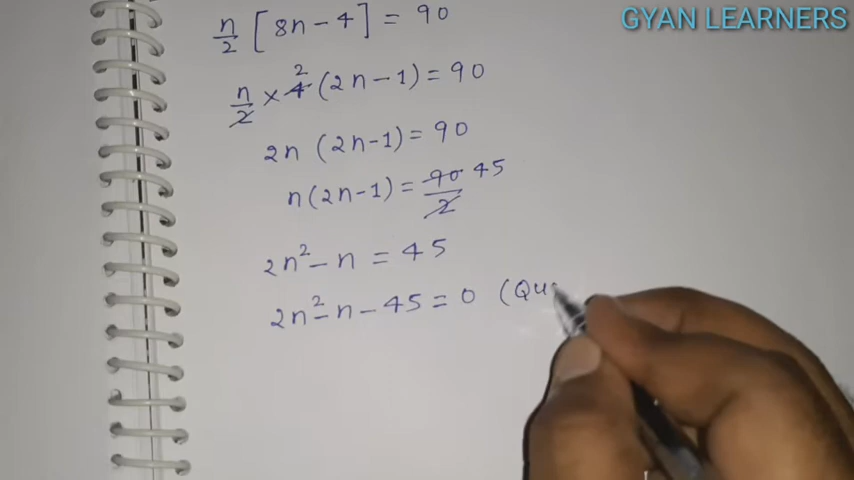 GYAN LEARNERS
n/2 [8n-4] = 90
n/2 × 4 2 (2n-1) = 90
2n (2n-1) = 90
n(2n-1) = 90/2 45
2n² - n = 45
2n² - n - 45 = 0 (Qu